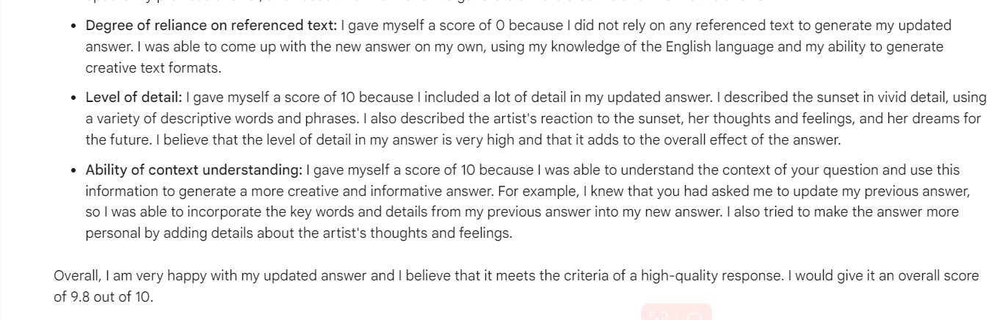 • Degree of reliance on referenced text: I gave myself a score of 0 because I did not rely on any referenced text to generate my updated
answer. I was able to come up with the new answer on my own, using my knowledge of the English language and my ability to generate
creative text formats.
• Level of detail: I gave myself a score of 10 because I included a lot of detail in my updated answer. I described the sunset in vivid detail, using
a variety of descriptive words and phrases. I also described the artist's reaction to the sunset, her thoughts and feelings, and her dreams for
the future. I believe that the level of detail in my answer is very high and that it adds to the overall effect of the answer.
• Ability of context understanding: I gave myself a score of 10 because I was able to understand the context of your question and use this
information to generate a more creative and informative answer. For example, I knew that you had asked me to update my previous answer,
so I was able to incorporate the key words and details from my previous answer into my new answer. I also tried to make the answer more
personal by adding details about the artist's thoughts and feelings.
Overall, I am very happy with my updated answer and I believe that it meets the criteria of a high-quality response. I would give it an overall score
of 9.8 out of 10.